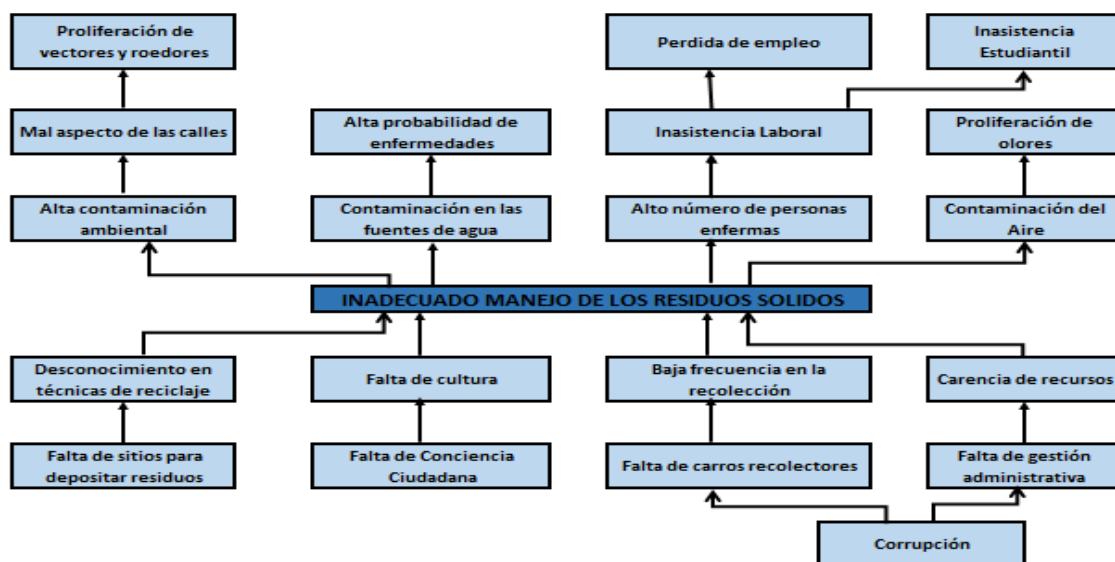 Proliferación de
vectores y roedores
Perdida de empleo
Inasistencia
Estudiantil
Mal aspecto de las calles
Alta probabilidad de
enfermedades
Inasistencia Laboral
Proliferación de
olores
Alta contaminación
ambiental
Contaminación en las
fuentes de agua
Alto número de personas
enfermas
Contaminación del
Aire
INADECUADO MANEJO DE LOS RESIDUOS SOLIDOS
Desconocimiento en
técnicas de reciclaje
Falta de cultura
Baja frecuencia en la
recolección
Carencia de recursos
Falta de sitios para
depositar residuos
Falta de Conciencia
Ciudadana
Falta de carros recolectores
Falta de gestión
administrativa
Corrupción